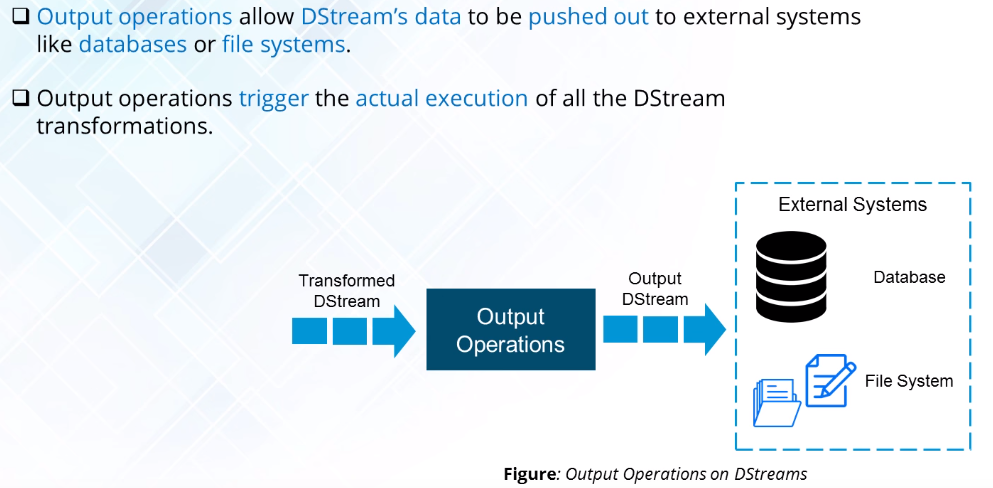 ❑ Output operations allow DStream’s data to be pushed out to external systems
like databases or file systems.
❑ Output operations trigger the actual execution of all the DStream
transformations.
External Systems
Transformed
DStream
Output
Operations
Output
DStream
Database
File System
Figure: Output Operations on DStreams